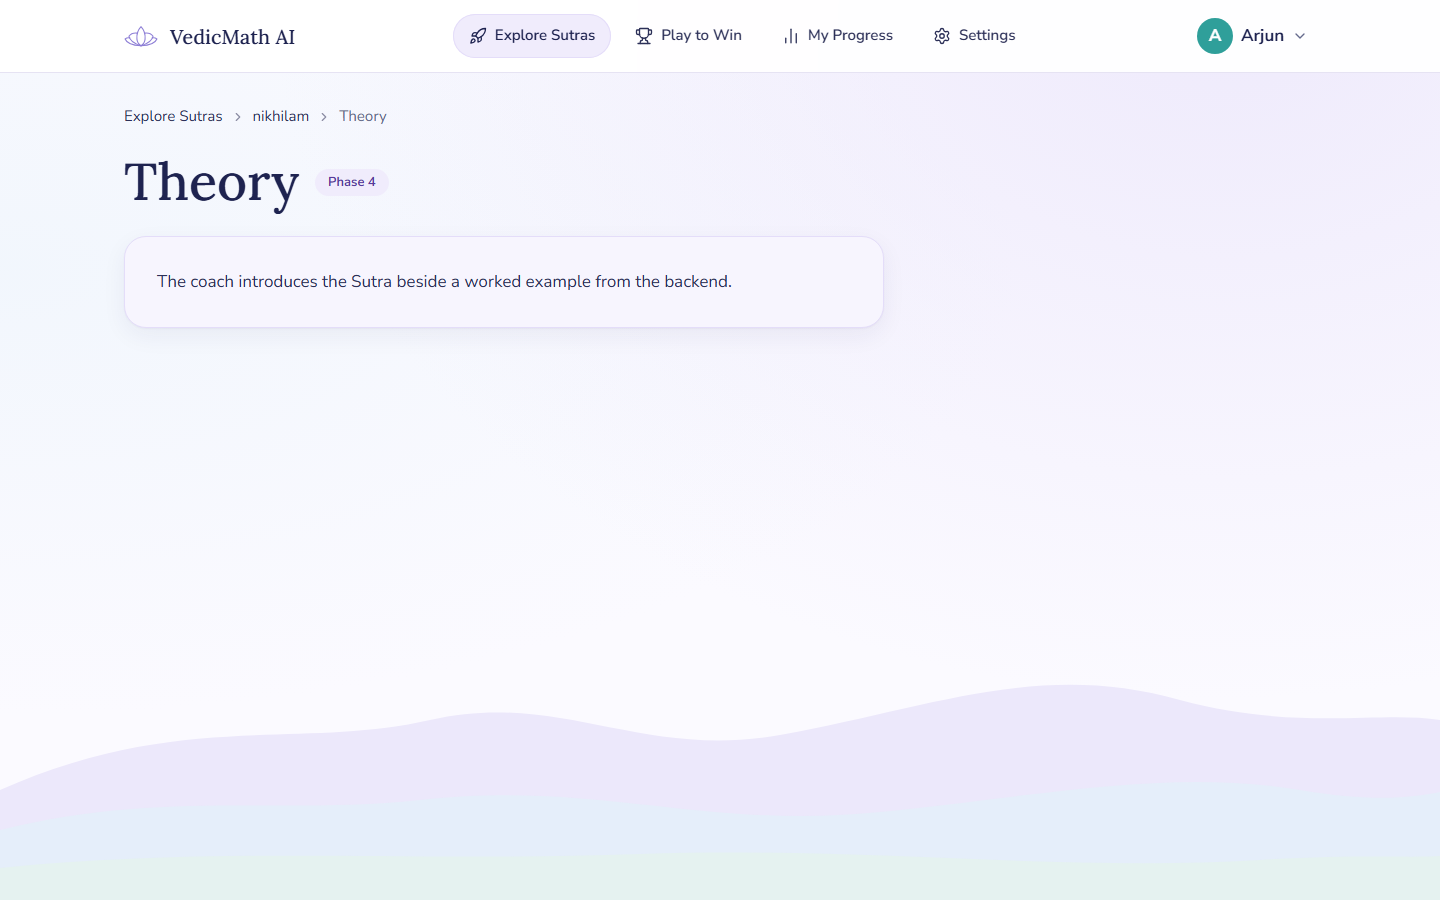 VedicMath AI
Explore Sutras
Play to Win
My Progress
Settings
A
Arjun
Explore Sutras > nikhilam > Theory
Theory
Phase 4
The coach introduces the Sutra beside a worked example from the backend.